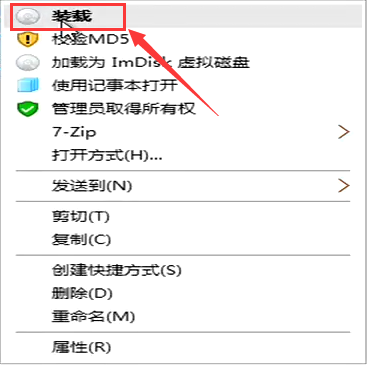 装载
校验MD5
加载为 ImDisk 虚拟磁盘
使用记事本打开
管理员取得所有权
7-Zip
打开方式(H)...
发送到(N)
剪切(T)
复制(C)
创建快捷方式(S)
删除(D)
重命名(M)
属性(R)